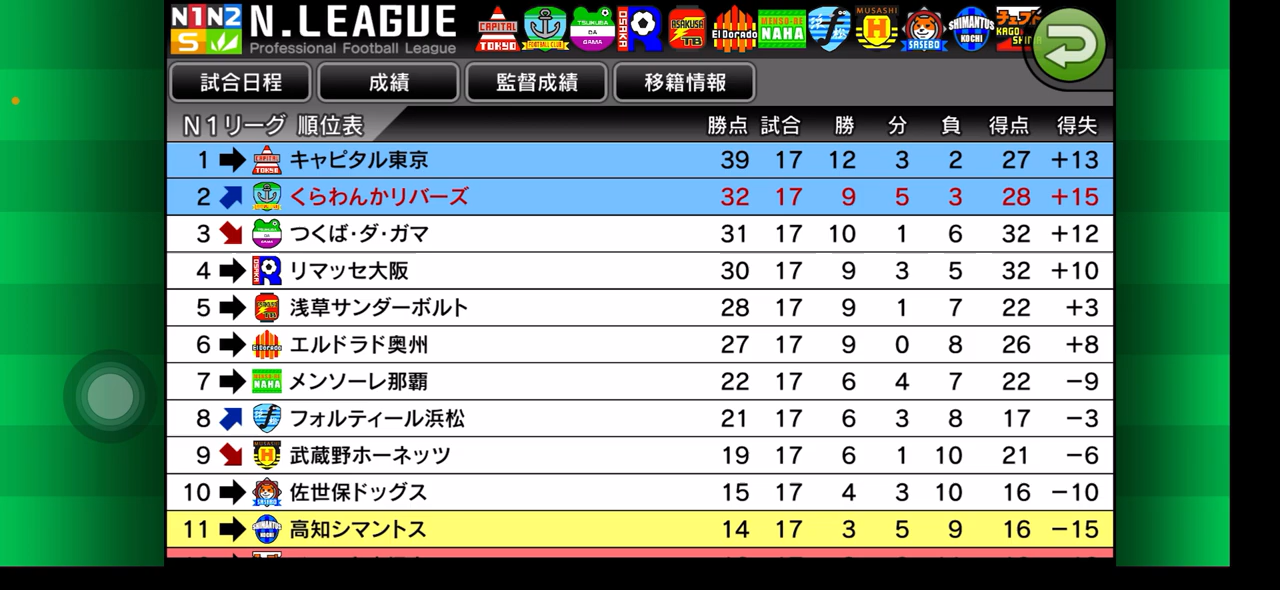 N1 N2 S N.LEAGUE
Professional Football League
CAPITAL TOKYO FOOTBALL CLUB TSUKUBA DA GAMA OSAKA R ASAKUSA TB El Dorado MENSO-RE NAHA f MUSASHI H SASEBO SHIMANTUS KOCHI
試合日程 成績 監督成績 移籍情報
N1リーグ 順位表 勝点 試合 勝 分 負 得点 得失
1 キャピタル東京 39 17 12 3 2 27 +13
2 くらわんかリバーズ 32 17 9 5 3 28 +15
3 つくば・ダ・ガマ 31 17 10 1 6 32 +12
4 リマッセ大阪 30 17 9 3 5 32 +10
5 浅草サンダーボルト 28 17 9 1 7 22 +3
6 エルドラド奥州 27 17 9 0 8 26 +8
7 メンソーレ那覇 22 17 6 4 7 22 −9
8 フォルティール浜松 21 17 6 3 8 17 −3
9 武蔵野ホーネッツ 19 17 6 1 10 21 −6
10 佐世保ドッグス 15 17 4 3 10 16 −10
11 高知シマントス 14 17 3 5 9 16 −15